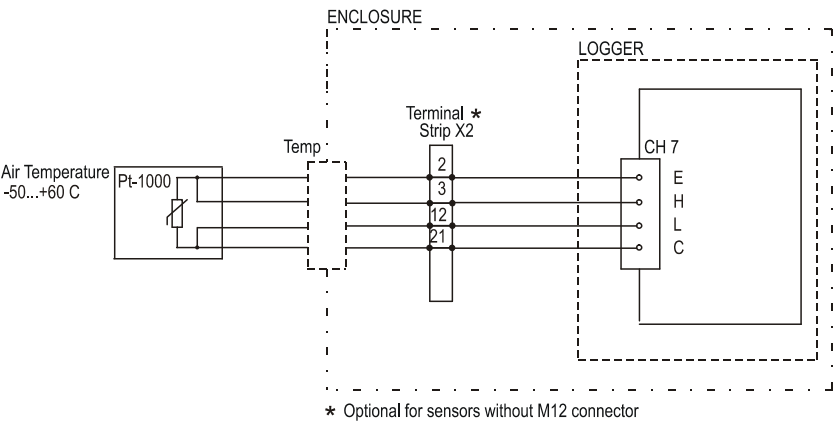 ENCLOSURE
LOGGER
Terminal *
Strip X2
Temp
CH 7
Air Temperature
-50...+60 C
Pt-1000
2
3
12
21
E
H
L
C
* Optional for sensors without M12 connector